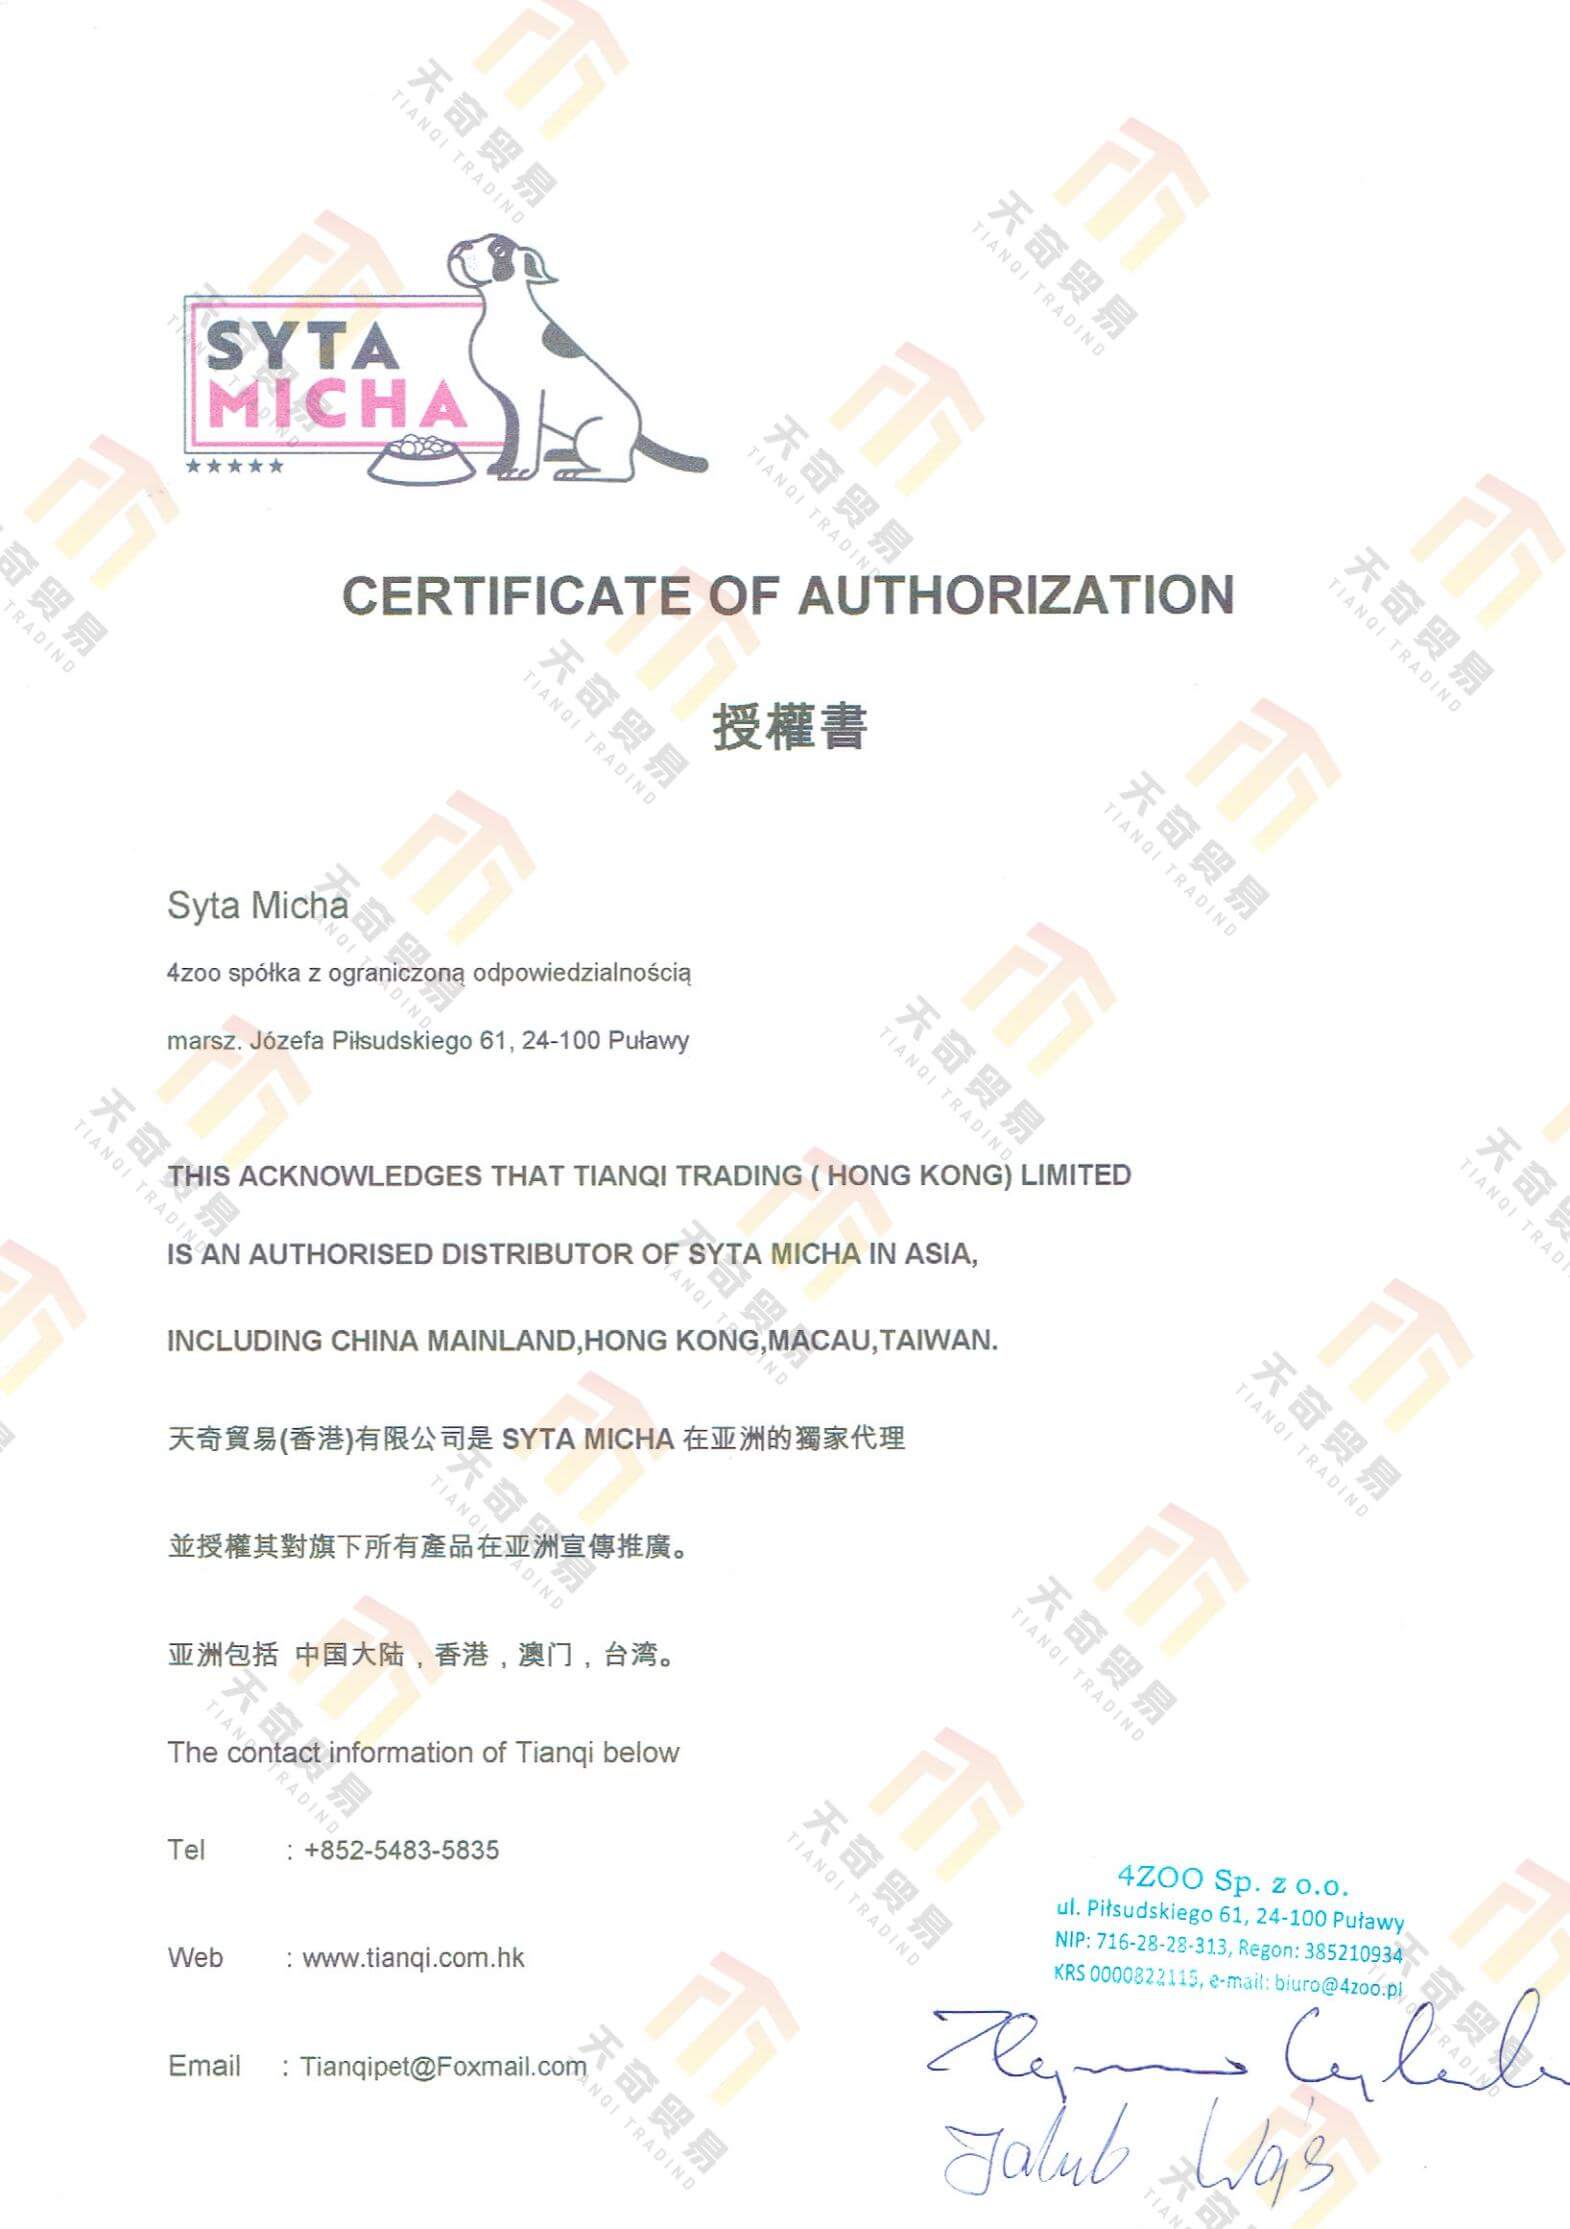 SYTA
MICHA
★★★★★
CERTIFICATE OF AUTHORIZATION
授權書
Syta Micha
4zoo spółka z ograniczoną odpowiedzialnością
marsz. Józefa Piłsudskiego 61, 24-100 Puławy
THIS ACKNOWLEDGES THAT TIANQI TRADING ( HONG KONG) LIMITED
IS AN AUTHORISED DISTRIBUTOR OF SYTA MICHA IN ASIA,
INCLUDING CHINA MAINLAND,HONG KONG,MACAU,TAIWAN.
天奇貿易(香港)有限公司是 SYTA MICHA 在亚洲的獨家代理
並授權其對旗下所有產品在亚洲宣傳推廣。
亚洲包括 中国大陆，香港，澳门，台湾。
The contact information of Tianqi below
Tel : +852-5483-5835
Web : www.tianqi.com.hk
Email : Tianqipet@Foxmail.com
4ZOO Sp. z o.o.
ul. Piłsudskiego 61, 24-100 Puławy
NIP: 716-28-28-313, Regon: 385210934
KRS 0000822115, e-mail: biuro@4zoo.pl
Jakub Wąs
天奇贸易
TIANQI TRADIND